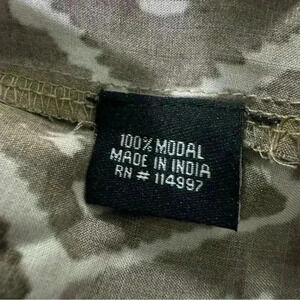 100% MODAL
MADE IN INDIA
RN # 114997